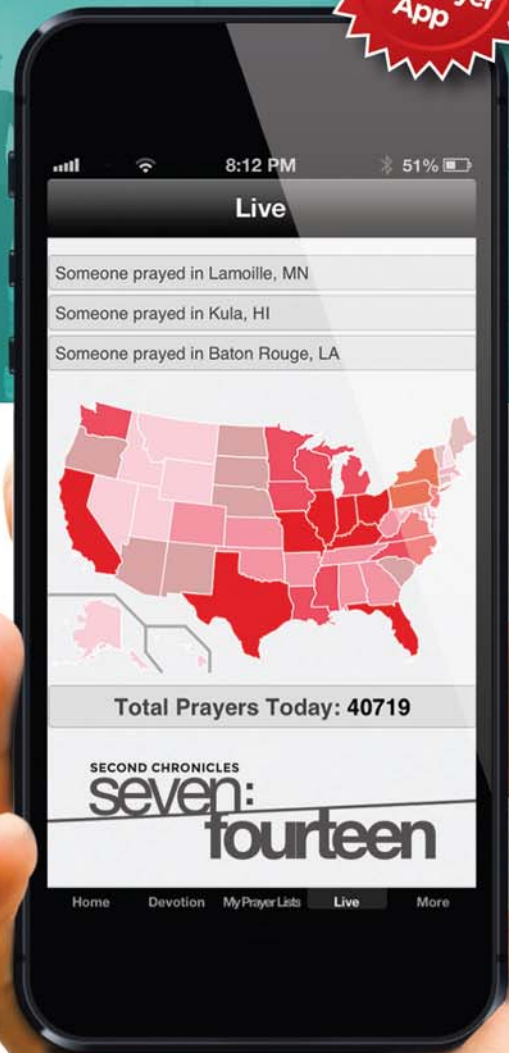 App
8:12 PM
51%
Live
Someone prayed in Lamoille, MN
Someone prayed in Kula, HI
Someone prayed in Baton Rouge, LA
Total Prayers Today: 40719
SECOND CHRONICLES
seven:
fourteen
Home Devotion My Prayer Lists Live More